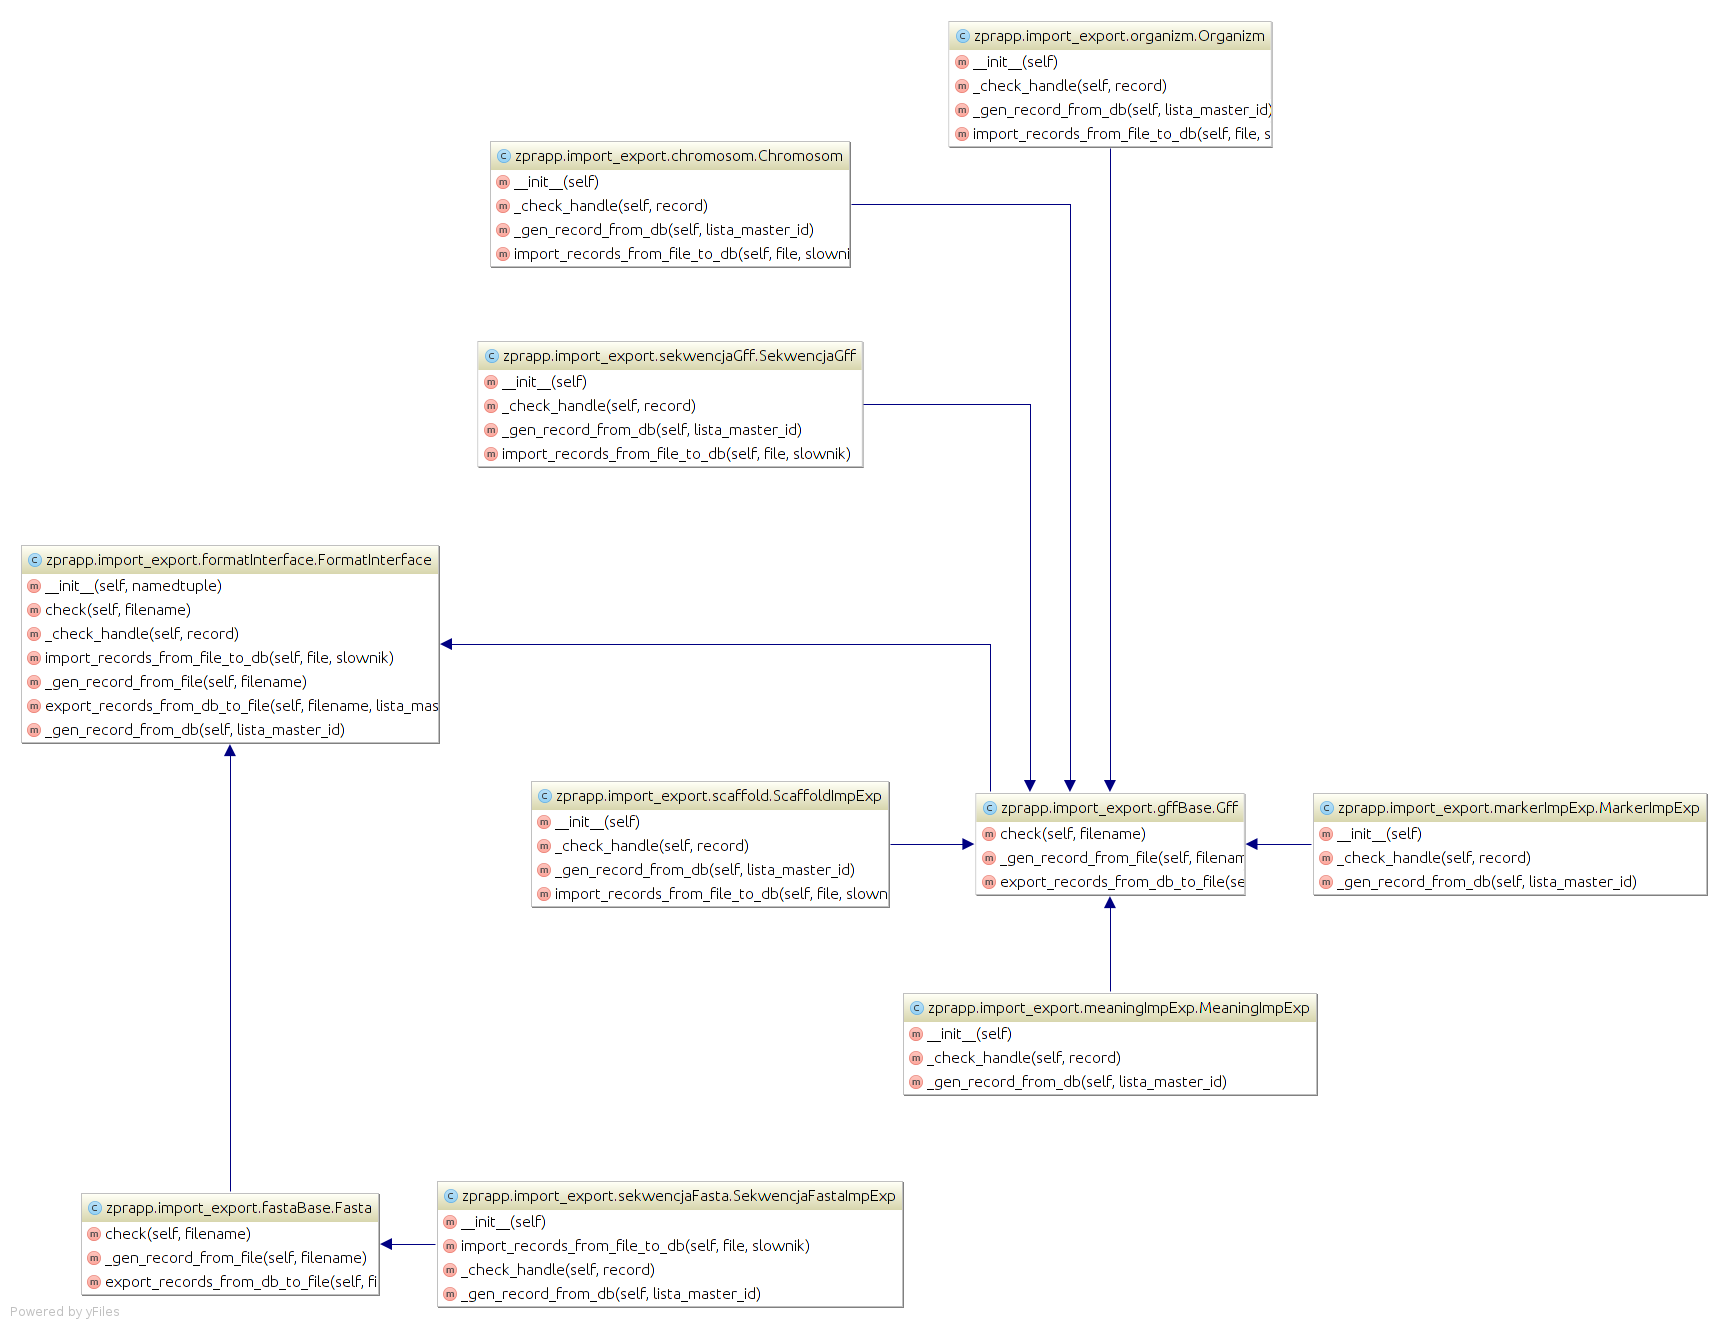 zprapp.import_export.organizm.Organizm
__init__(self)
_check_handle(self, record)
_gen_record_from_db(self, lista_master_id)
import_records_from_file_to_db(self, file, s
zprapp.import_export.chromosom.Chromosom
__init__(self)
_check_handle(self, record)
_gen_record_from_db(self, lista_master_id)
import_records_from_file_to_db(self, file, slowni
zprapp.import_export.sekwencjaGff.SekwencjaGff
__init__(self)
_check_handle(self, record)
_gen_record_from_db(self, lista_master_id)
import_records_from_file_to_db(self, file, slownik)
zprapp.import_export.formatInterface.FormatInterface
__init__(self, namedtuple)
check(self, filename)
_check_handle(self, record)
import_records_from_file_to_db(self, file, slownik)
_gen_record_from_file(self, filename)
export_records_from_db_to_file(self, filename, lista_mas
_gen_record_from_db(self, lista_master_id)
zprapp.import_export.scaffold.ScaffoldImpExp
__init__(self)
_check_handle(self, record)
_gen_record_from_db(self, lista_master_id)
import_records_from_file_to_db(self, file, slown
zprapp.import_export.gffBase.Gff
check(self, filename)
_gen_record_from_file(self, filenam
export_records_from_db_to_file(se
zprapp.import_export.markerImpExp.MarkerImpExp
__init__(self)
_check_handle(self, record)
_gen_record_from_db(self, lista_master_id)
zprapp.import_export.meaningImpExp.MeaningImpExp
__init__(self)
_check_handle(self, record)
_gen_record_from_db(self, lista_master_id)
zprapp.import_export.fastaBase.Fasta
check(self, filename)
_gen_record_from_file(self, filename)
export_records_from_db_to_file(self, fi
zprapp.import_export.sekwencjaFasta.SekwencjaFastaImpExp
__init__(self)
import_records_from_file_to_db(self, file, slownik)
_check_handle(self, record)
_gen_record_from_db(self, lista_master_id)
Powered by yFiles